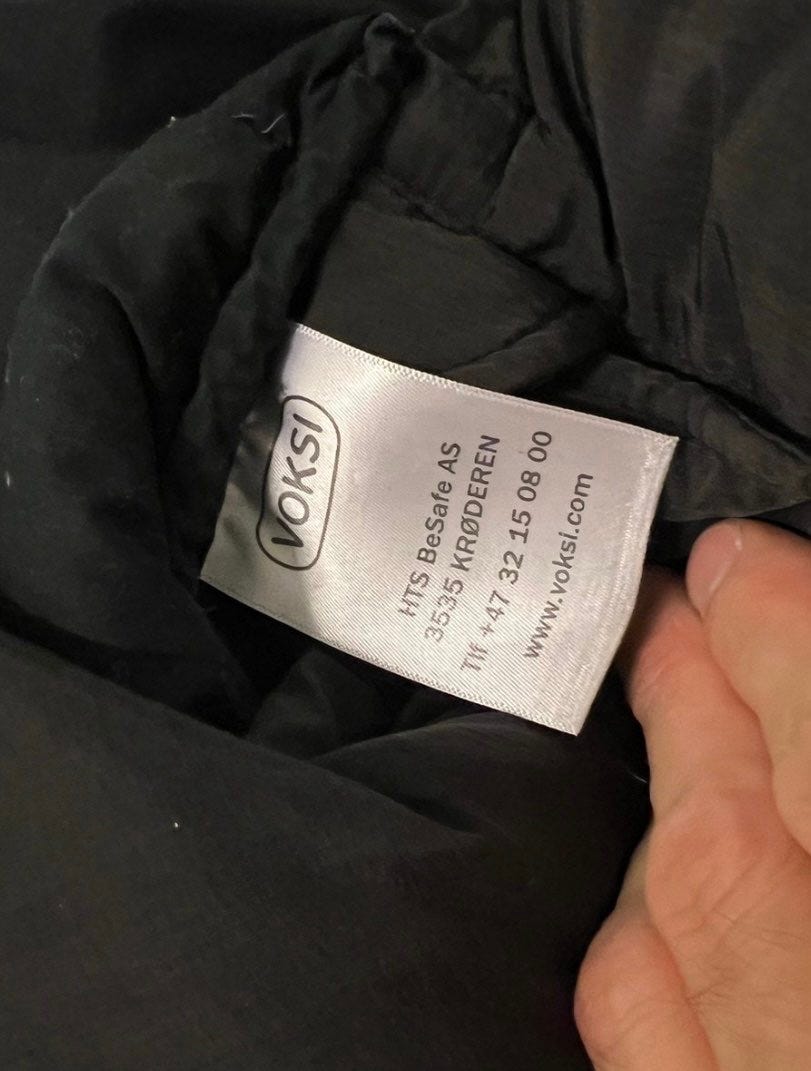 VOKSI
HTS BeSafe AS
3535 KRØDEREN
Tlf +47 32 15 08 00
www.voksi.com